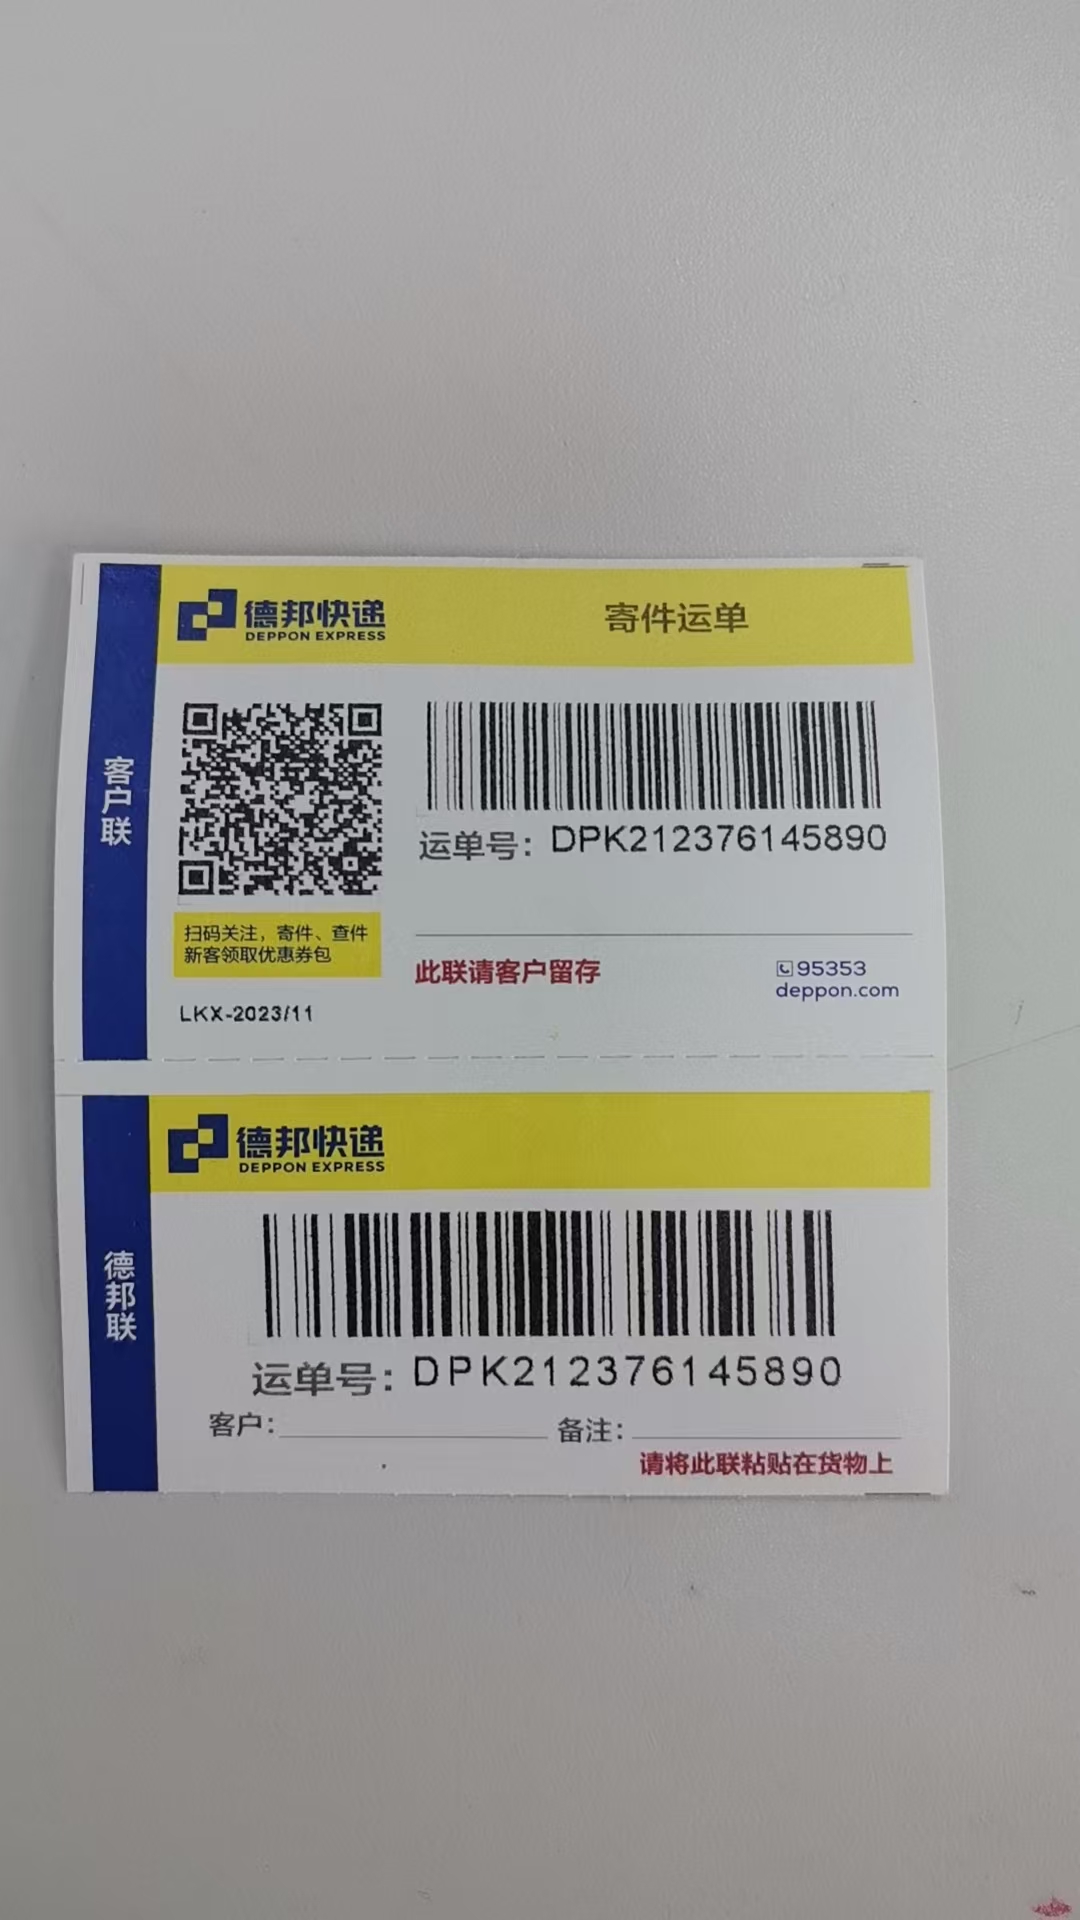 德邦快递
DEPPON EXPRESS
寄件运单
客户联
运单号：DPK212376145890
扫码关注，寄件、查件
新客领取优惠券包
此联请客户留存
95353
deppon.com
LKX-2023/11
德邦快递
DEPPON EXPRESS
德邦联
运单号：DPK212376145890
客户： 备注：
请将此联粘贴在货物上